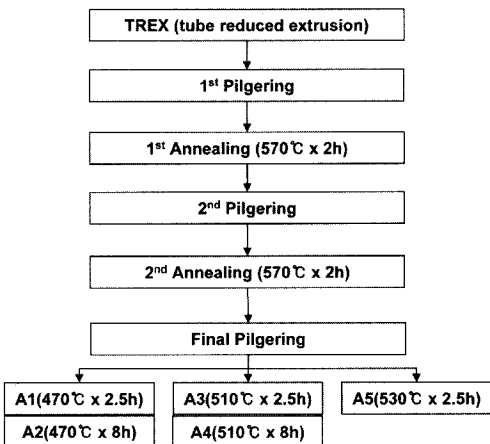 TREX (tube reduced extrusion)
1st Pilgering
1st Annealing (570℃ x 2h)
2nd Pilgering
2nd Annealing (570℃ x 2h)
Final Pilgering
A1(470℃ x 2.5h)
A3(510℃ x 2.5h)
A5(530℃ x 2.5h)
A2(470℃ x 8h)
A4(510℃ x 8h)